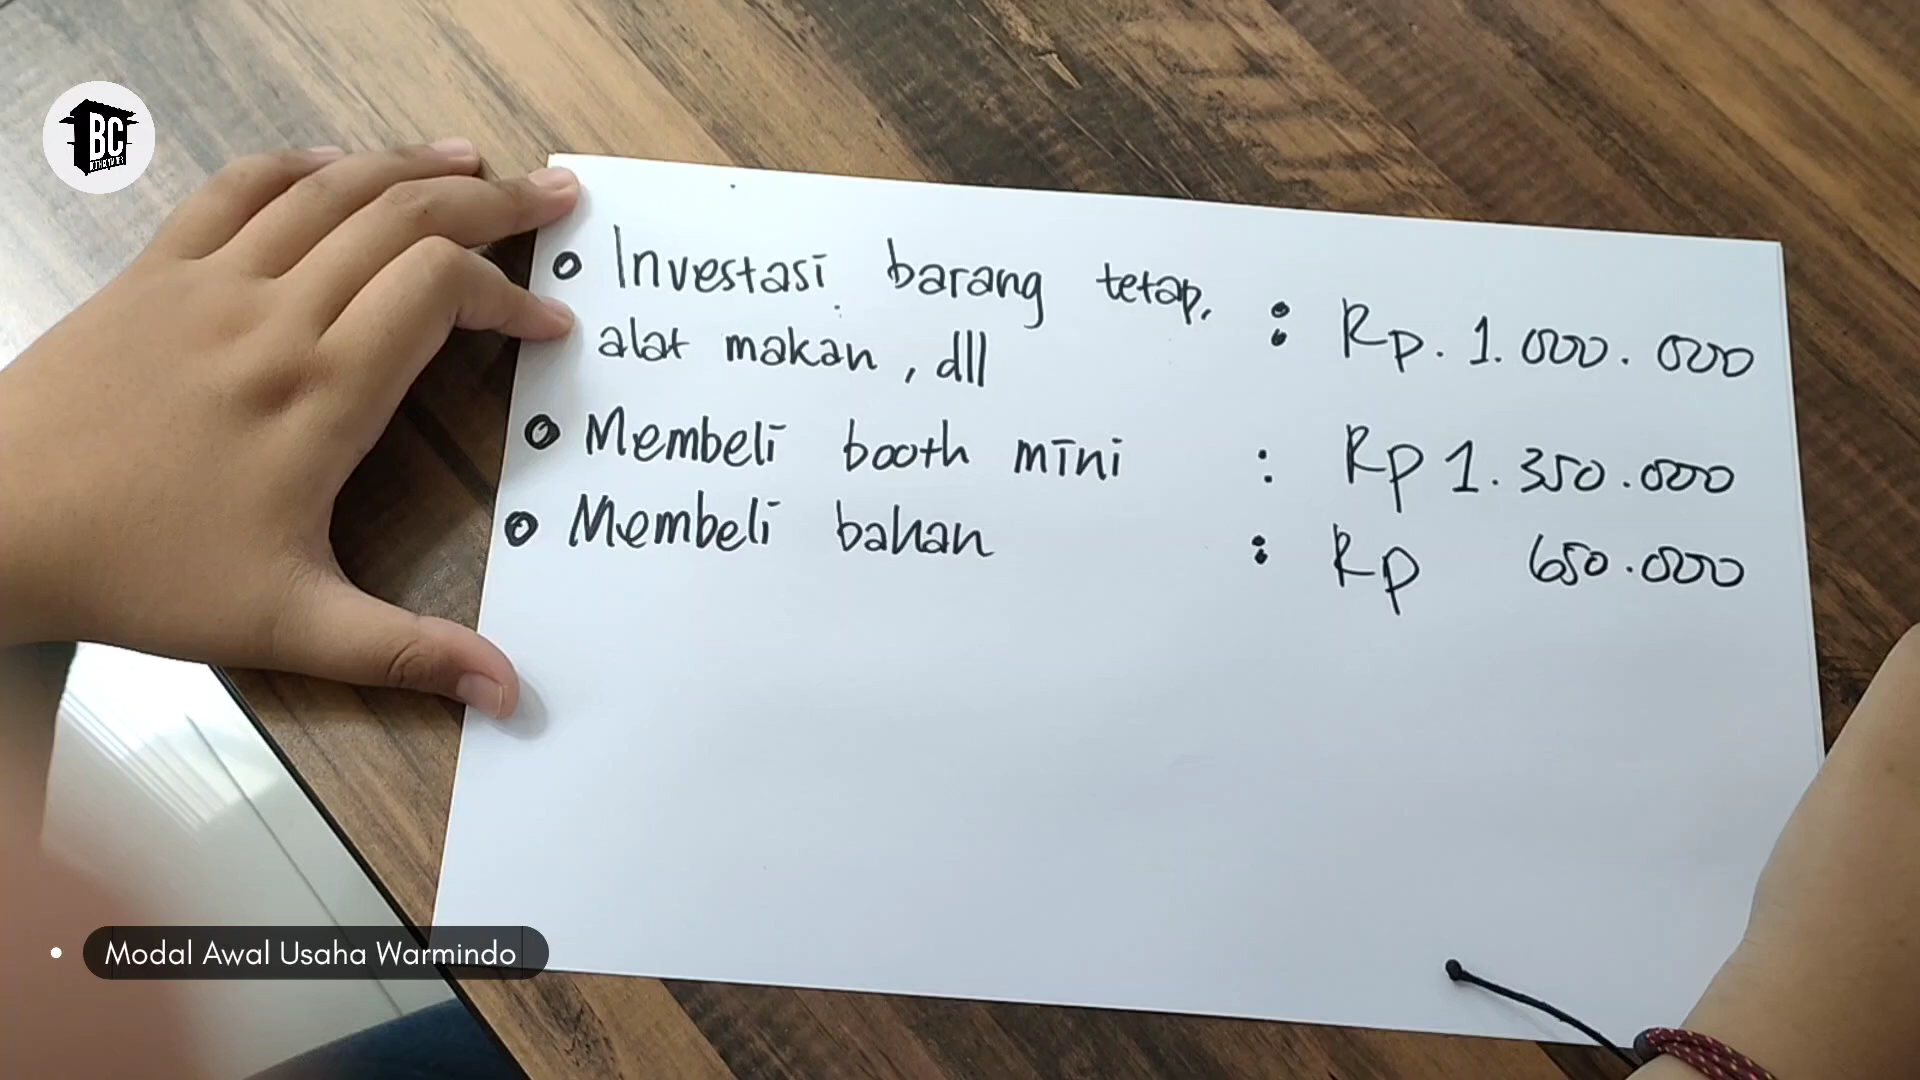 BC
Investasi barang tetap, : Rp. 1.000.000
alat makan, dll
Membeli booth mini : Rp 1.350.000
Membeli bahan : Rp 650.000
Modal Awal Usaha Warmindo